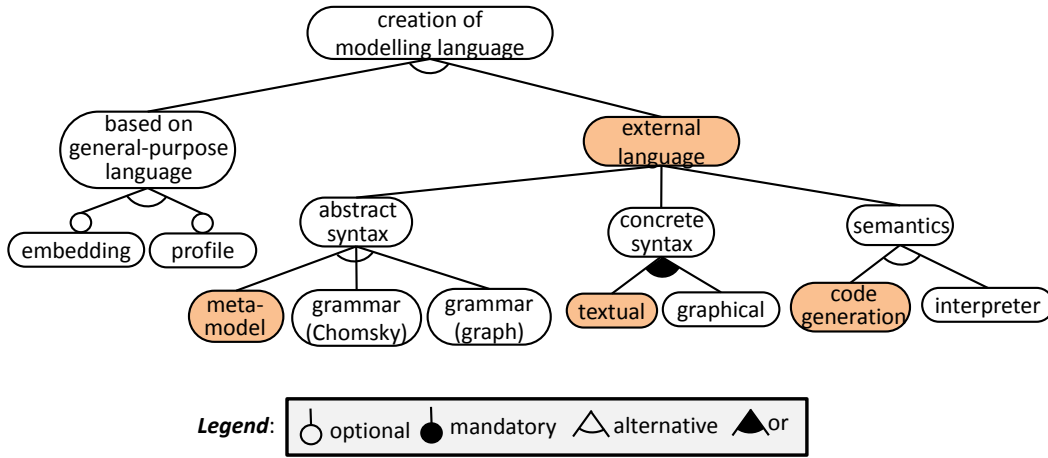 creation of
modelling language
based on
general-purpose
language
external
language
embedding
profile
abstract
syntax
concrete
syntax
semantics
meta-
model
grammar
(Chomsky)
grammar
(graph)
textual
graphical
code
generation
interpreter
Legend: optional mandatory alternative or